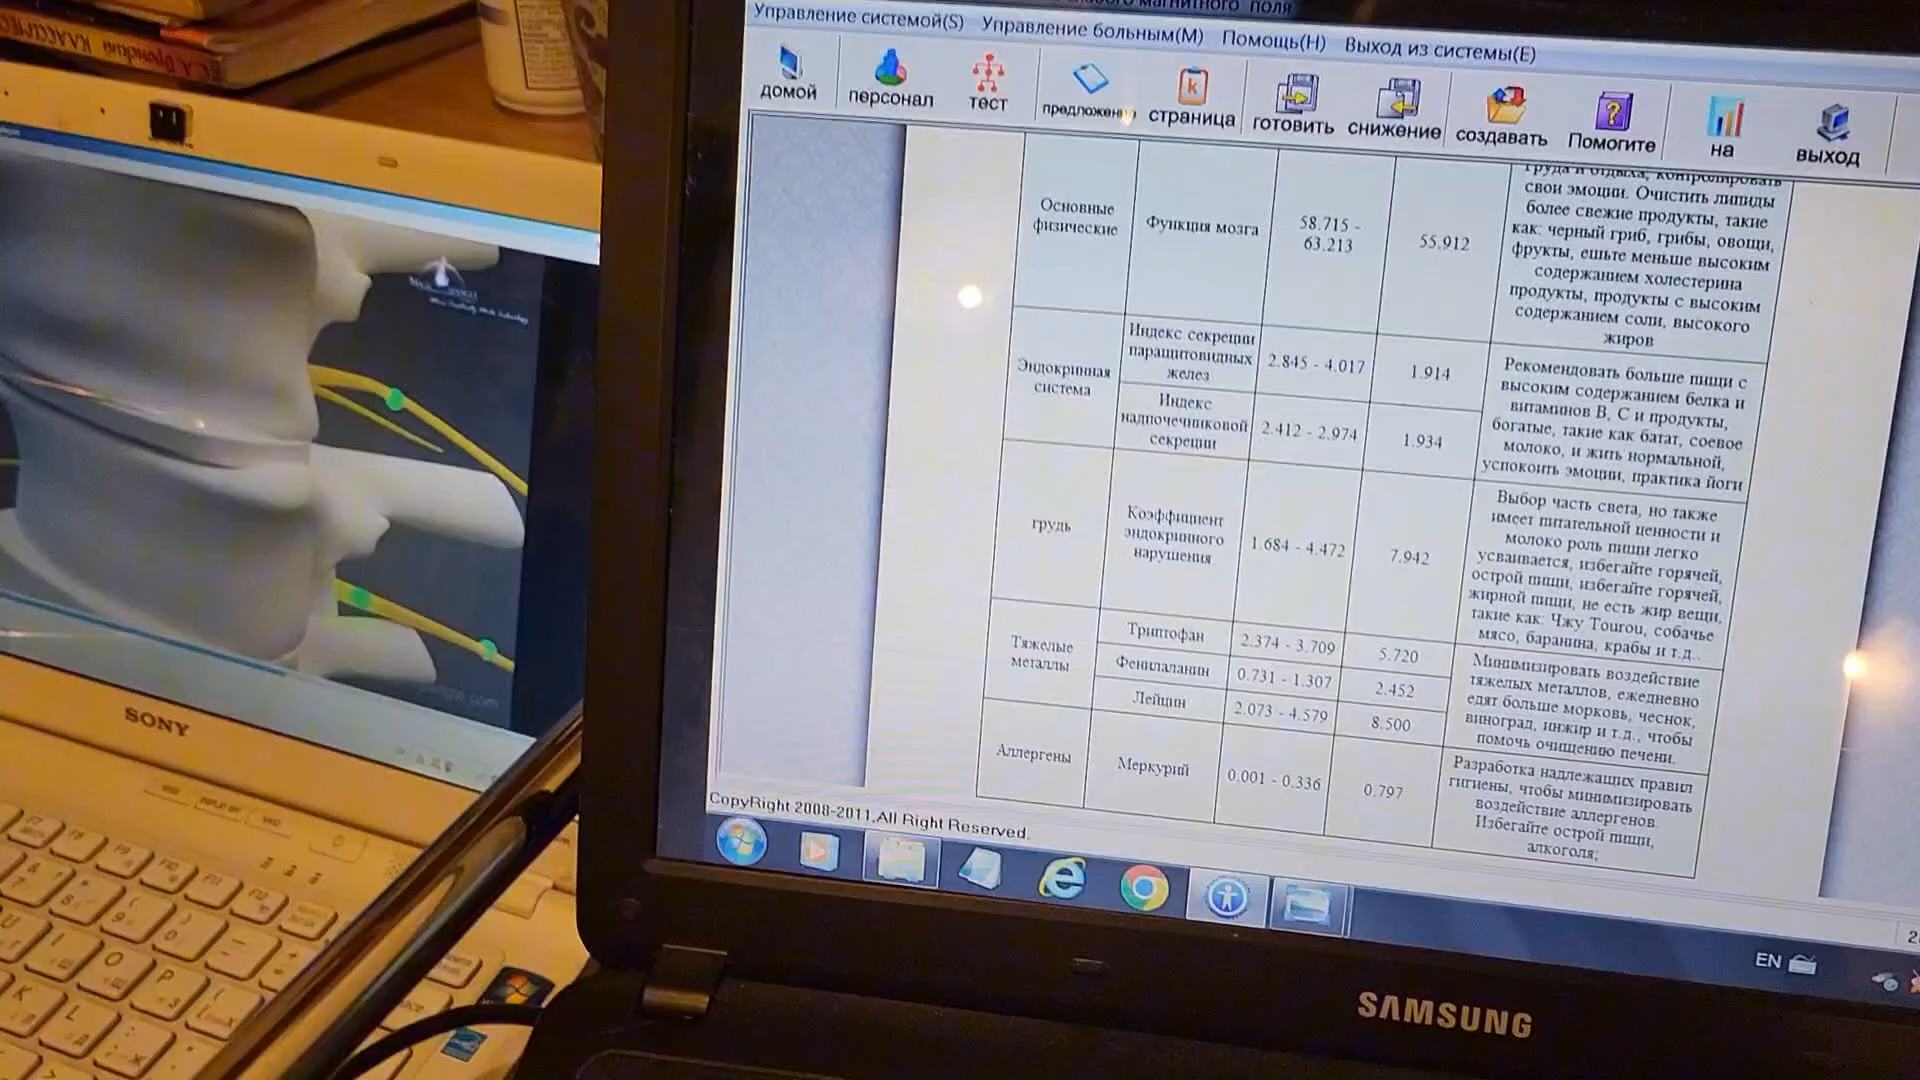 магнитного поля
Управление системой(S) Управление больным(M) Помощь(H) Выход из системы(E)
домой персонал тест предложени страница готовить снижение создавать Помогите на выход
труда и отдыха, контролировать
свои эмоции. Очистить липиды
более свежие продукты, такие
как: черный гриб, грибы, овощи,
фрукты, ешьте меньше высоким
содержанием холестерина
продукты, продукты с высоким
содержанием соли, высокого
жиров
Основные
физические
Функция мозга
58.715 -
63.213
55.912
Эндокринная
система
Индекс секреции
паращитовидных
желез
2.845 - 4.017
1.914
Индекс
надпочечниковой
секреции
2.412 - 2.974
1.934
Рекомендовать больше пищи с
высоким содержанием белка и
витаминов В, С и продукты,
богатые, такие как батат, соевое
молоко, и жить нормальной,
успокоить эмоции, практика йоги
грудь
Коэффициент
эндокринного
нарушения
1.684 - 4.472
7.942
Выбор часть света, но также
имеет питательной ценности и
молоко роль пищи легко
усваивается, избегайте горячей,
острой пищи, избегайте горячей,
жирной пищи, не есть жир вещи,
такие как: Чжу Tourou, собачье
мясо, баранина, крабы и т.д..
Тяжелые
металлы
Триптофан
2.374 - 3.709
5.720
Фенилаланин
0.731 - 1.307
2.452
Лейцин
2.073 - 4.579
8.500
Минимизировать воздействие
тяжелых металлов, ежедневно
едят больше морковь, чеснок,
виноград, инжир и т.д., чтобы
помочь очищению печени.
Аллергены
Меркурий
0.001 - 0.336
0.797
Разработка надлежащих правил
гигиены, чтобы минимизировать
воздействие аллергенов.
Избегайте острой пищи,
алкоголя;
CopyRight 2008-2011,All Right Reserved.
EN
SAMSUNG
SONY